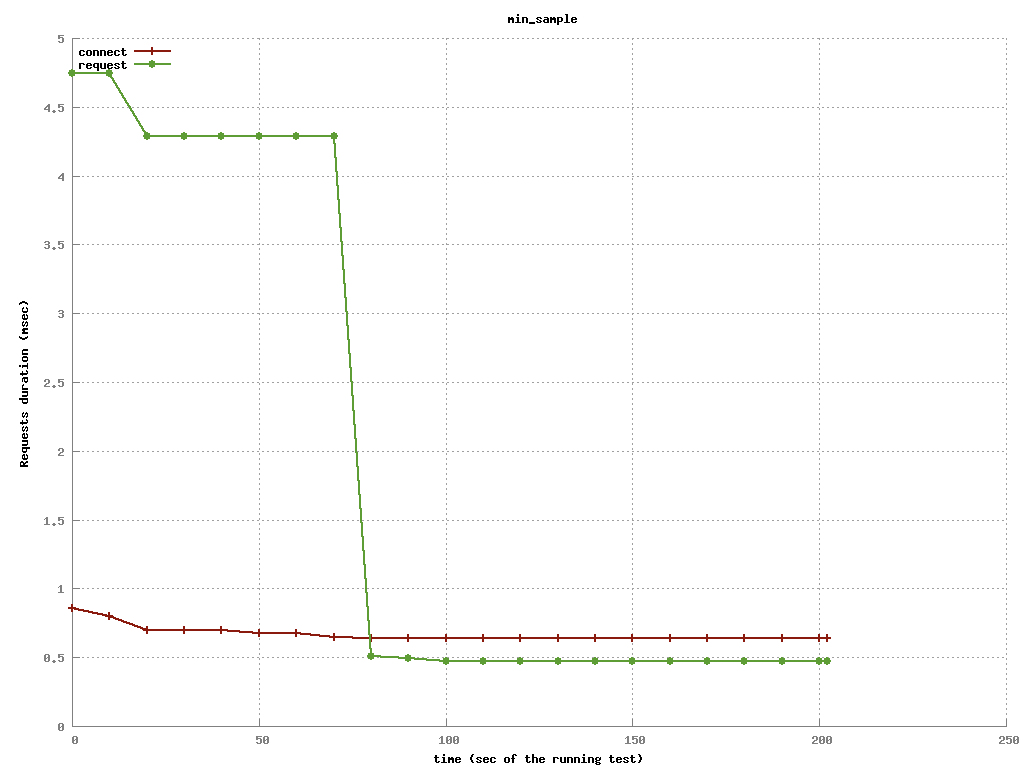 min_sample
connect
request
5
4.5
4
3.5
3
2.5
2
1.5
1
0.5
0
Requests duration (msec)
0 50 100 150 200 250
time (sec of the running test)